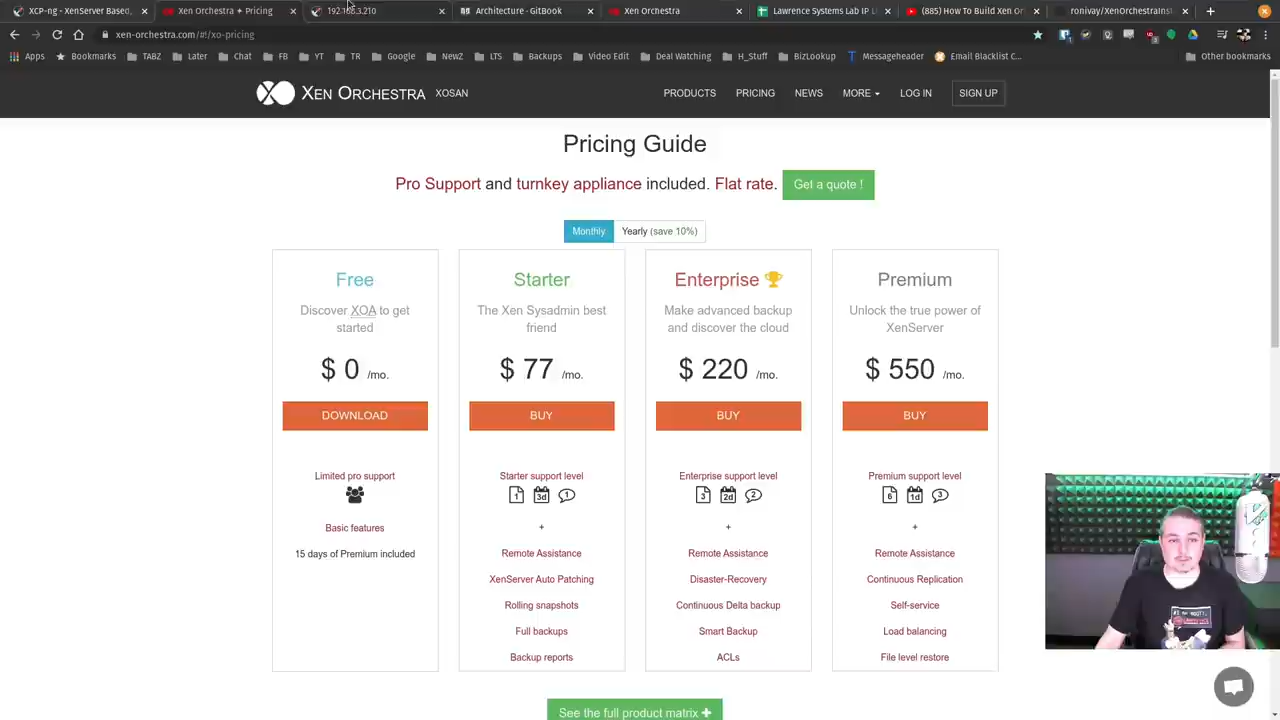 XCP-ng - XenServer Based,
Xen Orchestra + Pricing
192.168.3.210
Architecture - GitBook
Xen Orchestra
Lawrence Systems Lab IP L
(885) How To Build Xen Or
ronivay/XenOrchestraInst
xen-orchestra.com/#!/xo-pricing
Apps
Bookmarks
TABZ
Later
Chat
FB
YT
TR
Google
NewZ
LTS
Backups
Video Edit
Deal Watching
H_Stuff
BizLookup
Messageheader
Email Blacklist C...
Other bookmarks
XEN ORCHESTRA
XOSAN
PRODUCTS
PRICING
NEWS
MORE
LOG IN
SIGN UP
Pricing Guide
Pro Support and turnkey appliance included. Flat rate.
Get a quote !
Monthly
Yearly (save 10%)
Free
Discover XOA to get
started
$ 0 /mo.
DOWNLOAD
Limited pro support
Basic features
15 days of Premium included
Starter
The Xen Sysadmin best
friend
$ 77 /mo.
BUY
Starter support level
1 3d 1
+
Remote Assistance
XenServer Auto Patching
Rolling snapshots
Full backups
Backup reports
Enterprise
Make advanced backup
and discover the cloud
$ 220 /mo.
BUY
Enterprise support level
3 2d 2
+
Remote Assistance
Disaster-Recovery
Continuous Delta backup
Smart Backup
ACLs
Premium
Unlock the true power of
XenServer
$ 550 /mo.
BUY
Premium support level
6 1d 3
+
Remote Assistance
Continuous Replication
Self-service
Load balancing
File level restore
See the full product matrix +